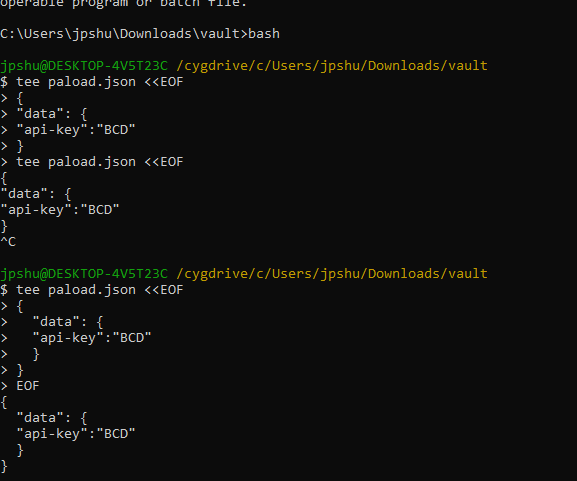 operable program or batch file.
C:\Users\jpshu\Downloads\vault>bash
jpshu@DESKTOP-4V5T23C /cygdrive/c/Users/jpshu/Downloads/vault
$ tee paload.json <<EOF
> {
> "data": {
> "api-key":"BCD"
> }
> tee paload.json <<EOF
{
"data": {
"api-key":"BCD"
}
^C
jpshu@DESKTOP-4V5T23C /cygdrive/c/Users/jpshu/Downloads/vault
$ tee paload.json <<EOF
> {
>   "data": {
>   "api-key":"BCD"
>   }
> }
> EOF
{
  "data": {
  "api-key":"BCD"
  }
}